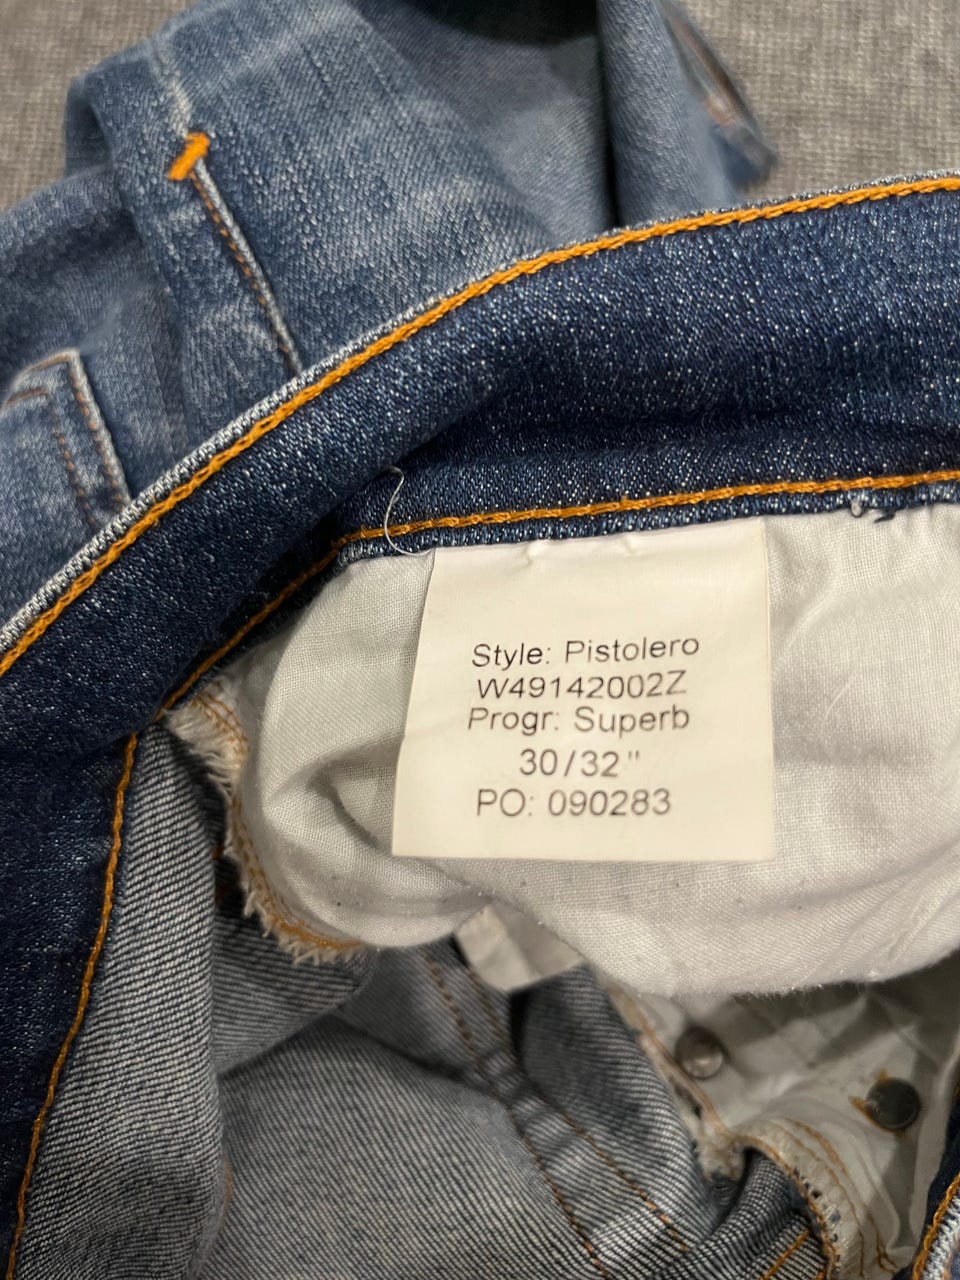 Style: Pistolero
W49142002Z
Progr: Superb
30/32"
PO: 090283